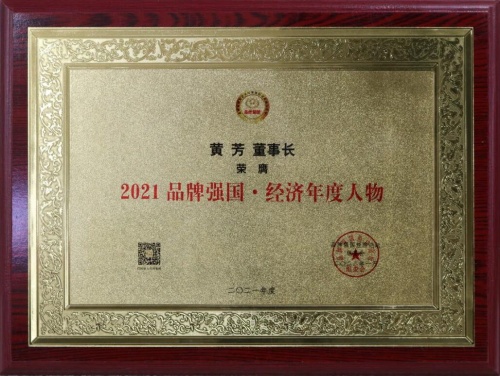 黄 芳 董事长
荣 膺
2021 品牌强国·经济年度人物
二〇二一年度